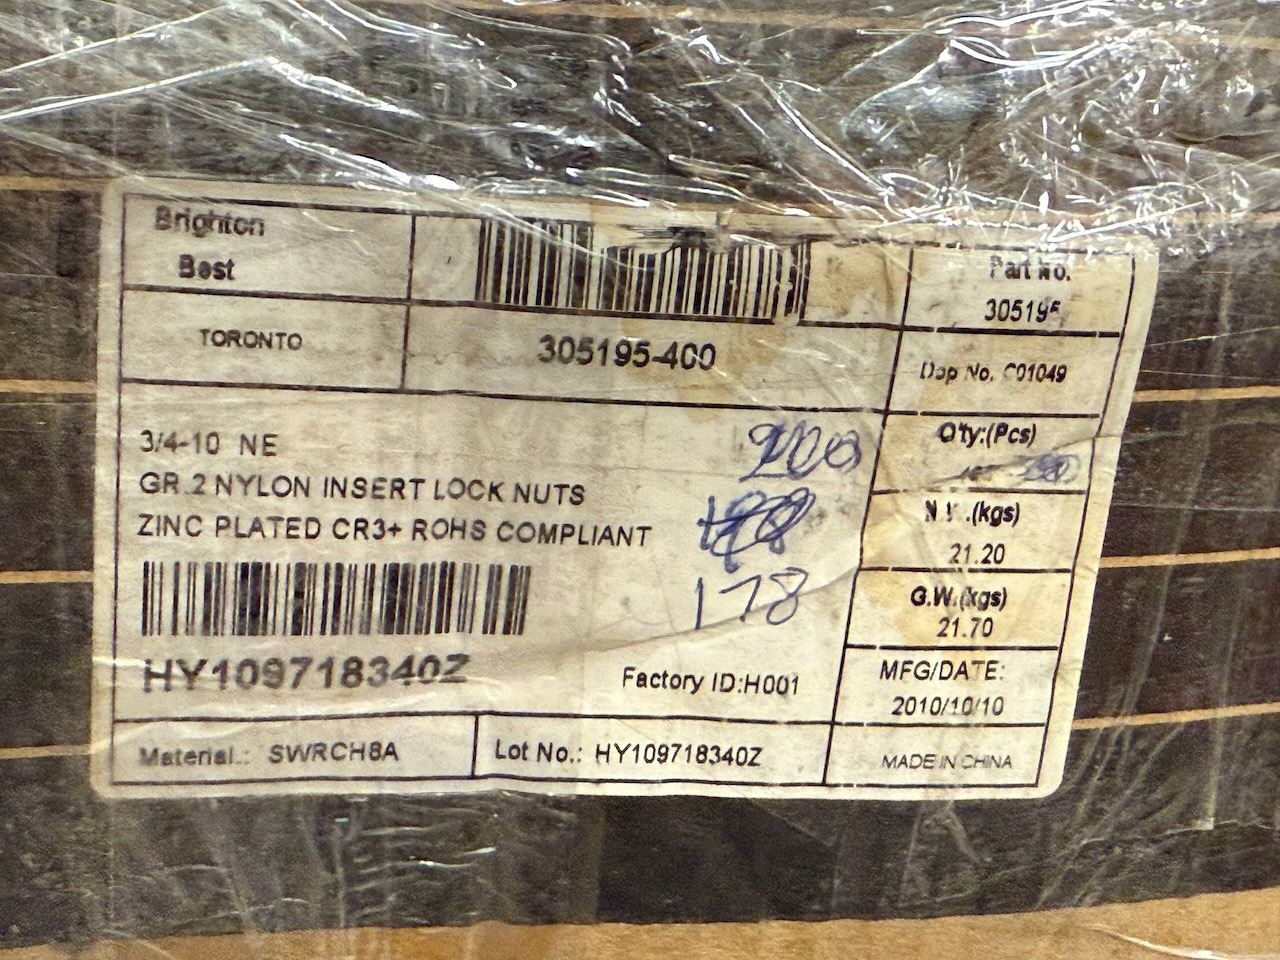 Brighton
Best
TORONTO
305195-400
Part No.
305195
Dap No. C01049
3/4-10 NE
GR.2 NYLON INSERT LOCK NUTS
ZINC PLATED CR3+ ROHS COMPLIANT
200
178
Q'ty:(Pcs)
(kgs)
21.20
G.W.(kgs)
21.70
HY109718340Z
Factory ID:H001
MFG/DATE:
2010/10/10
Material.: SWRCH8A
Lot No.: HY109718340Z
MADE IN CHINA